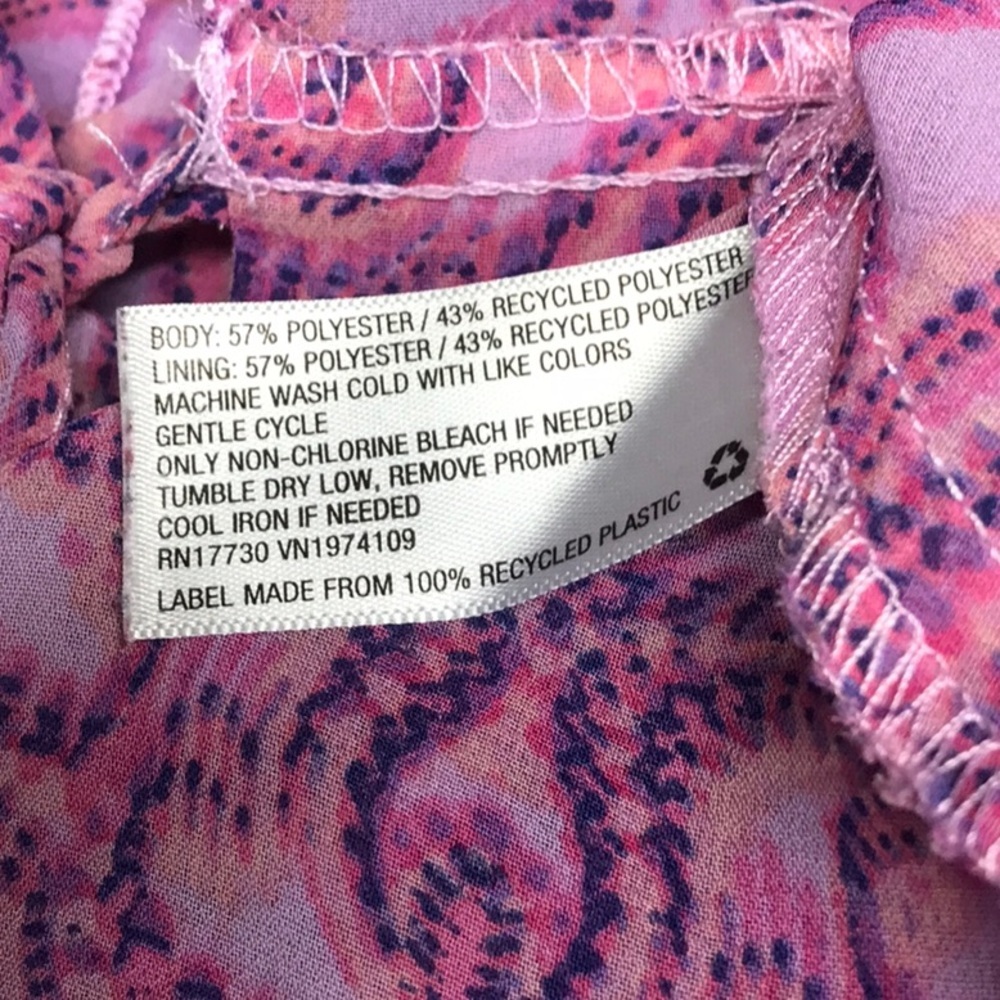 BODY: 57% POLYESTER / 43% RECYCLED POLYESTER
LINING: 57% POLYESTER / 43% RECYCLED POLYESTER
MACHINE WASH COLD WITH LIKE COLORS
GENTLE CYCLE
ONLY NON-CHLORINE BLEACH IF NEEDED
TUMBLE DRY LOW, REMOVE PROMPTLY
COOL IRON IF NEEDED
RN17730 VN1974109
LABEL MADE FROM 100% RECYCLED PLASTIC